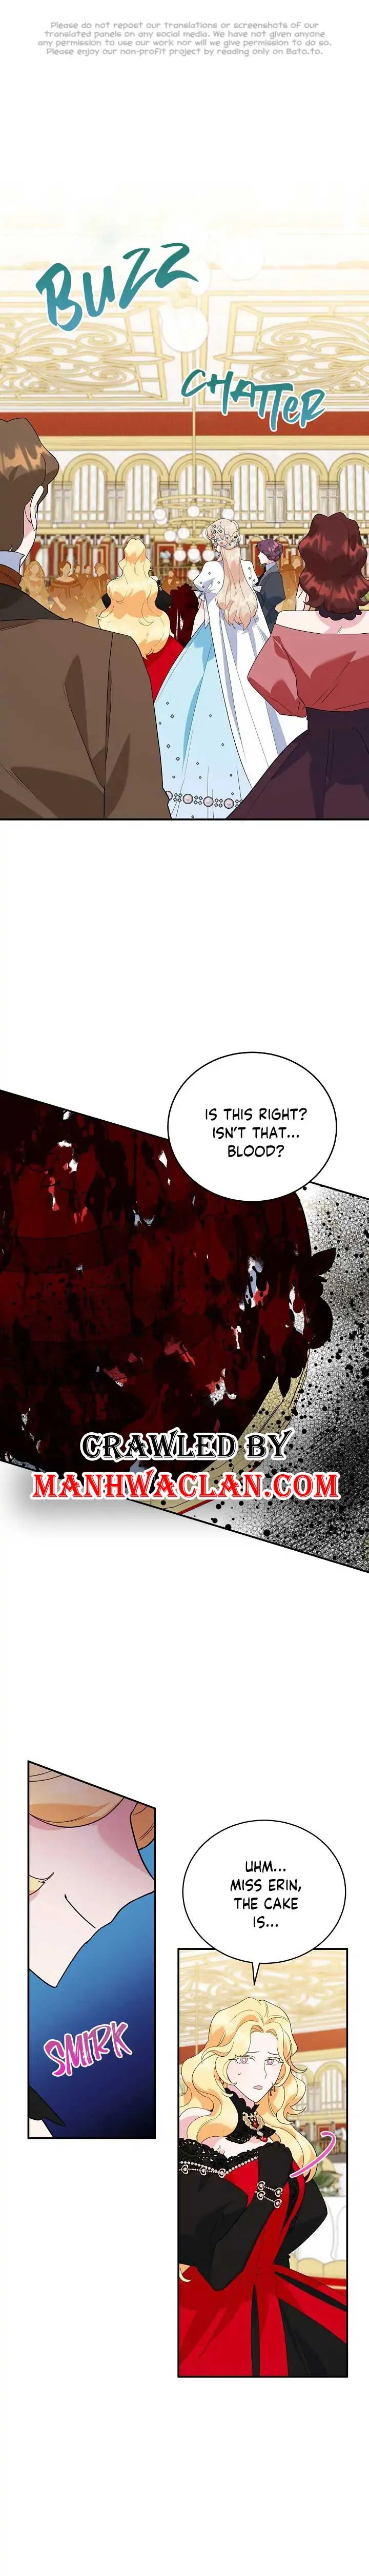 Please do not repost our translations or screenshots of our
translated panels on any social media. We have not given anyone
any permission to use our work nor will we give permission to do so.
Please enjoy our non-profit project by reading only on Bato.to.
BUZZ
CHATTER
IS THIS RIGHT?
ISN'T THAT...
BLOOD?
CRAWLED BY
MANHWACLAN.COM
SMIRK
UHM...
MISS ERIN,
THE CAKE
IS...